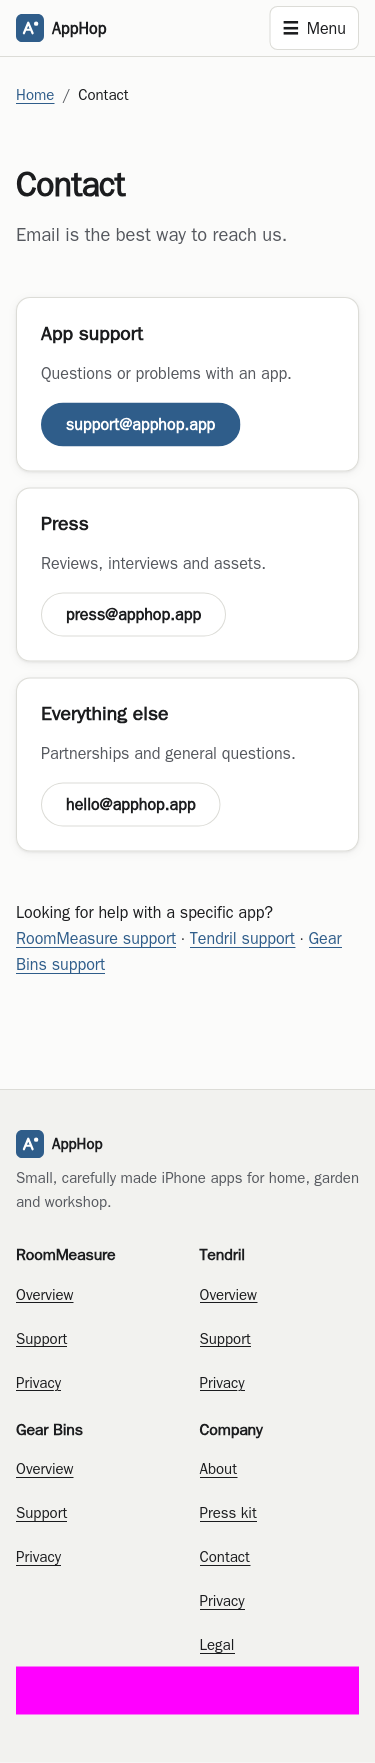 AppHop
☰ Menu
Home / Contact
Contact
Email is the best way to reach us.
App support
Questions or problems with an app.
support@apphop.app
Press
Reviews, interviews and assets.
press@apphop.app
Everything else
Partnerships and general questions.
hello@apphop.app
Looking for help with a specific app?
RoomMeasure support · Tendril support · Gear
Bins support
AppHop
Small, carefully made iPhone apps for home, garden
and workshop.
RoomMeasure
Overview
Support
Privacy
Tendril
Overview
Support
Privacy
Gear Bins
Overview
Support
Privacy
Company
About
Press kit
Contact
Privacy
Legal